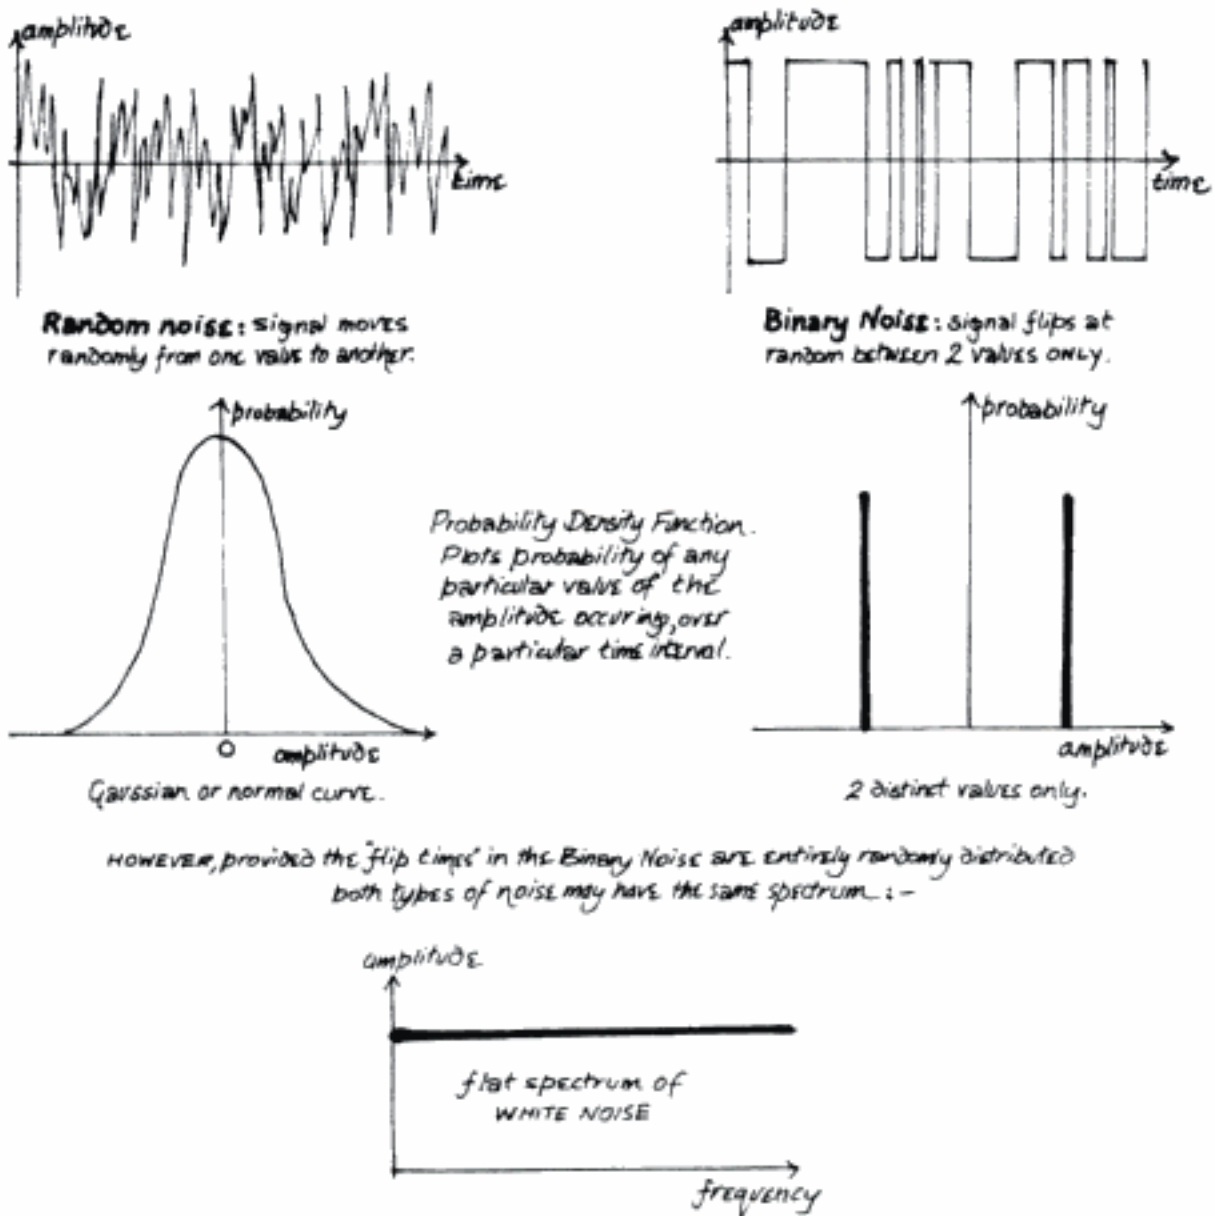 amplitude
time
Random noise: signal moves
randomly from one value to another.
amplitude
time
Binary Noise: signal flips at
random between 2 values only.
probability
O
amplitude
Gaussian or normal curve.
Probability Density Function.
Plots probability of any
particular value of the
amplitude occuring, over
a particular time interval.
probability
amplitude
2 distinct values only.
HOWEVER, provided the "flip times" in the Binary Noise are entirely randomly distributed
both types of noise may have the same spectrum :-
amplitude
flat spectrum of
WHITE NOISE
frequency